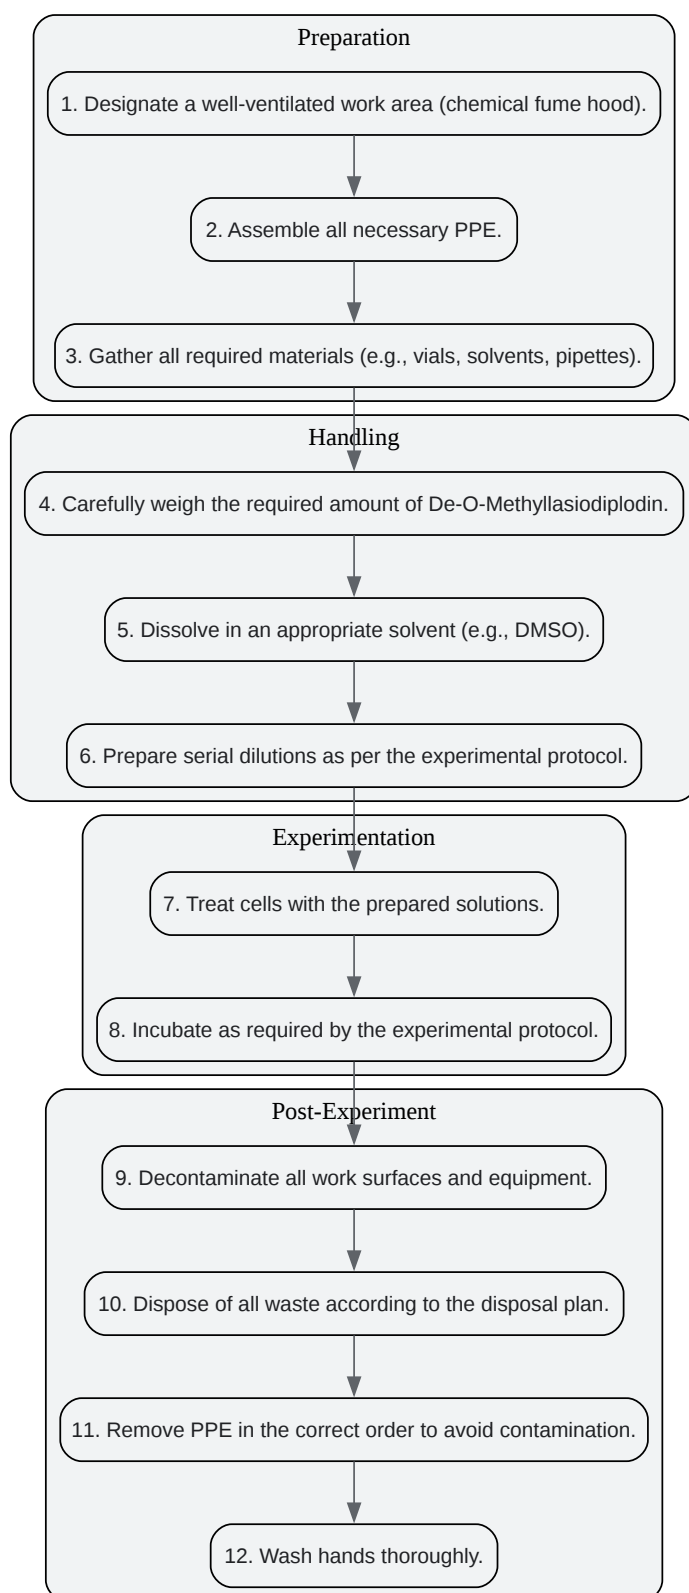 Preparation
1. Designate a well-ventilated work area (chemical fume hood).
2. Assemble all necessary PPE.
3. Gather all required materials (e.g., vials, solvents, pipettes).
Handling
4. Carefully weigh the required amount of De-O-Methyllasiodiplodin.
5. Dissolve in an appropriate solvent (e.g., DMSO).
6. Prepare serial dilutions as per the experimental protocol.
Experimentation
7. Treat cells with the prepared solutions.
8. Incubate as required by the experimental protocol.
Post-Experiment
9. Decontaminate all work surfaces and equipment.
10. Dispose of all waste according to the disposal plan.
11. Remove PPE in the correct order to avoid contamination.
12. Wash hands thoroughly.